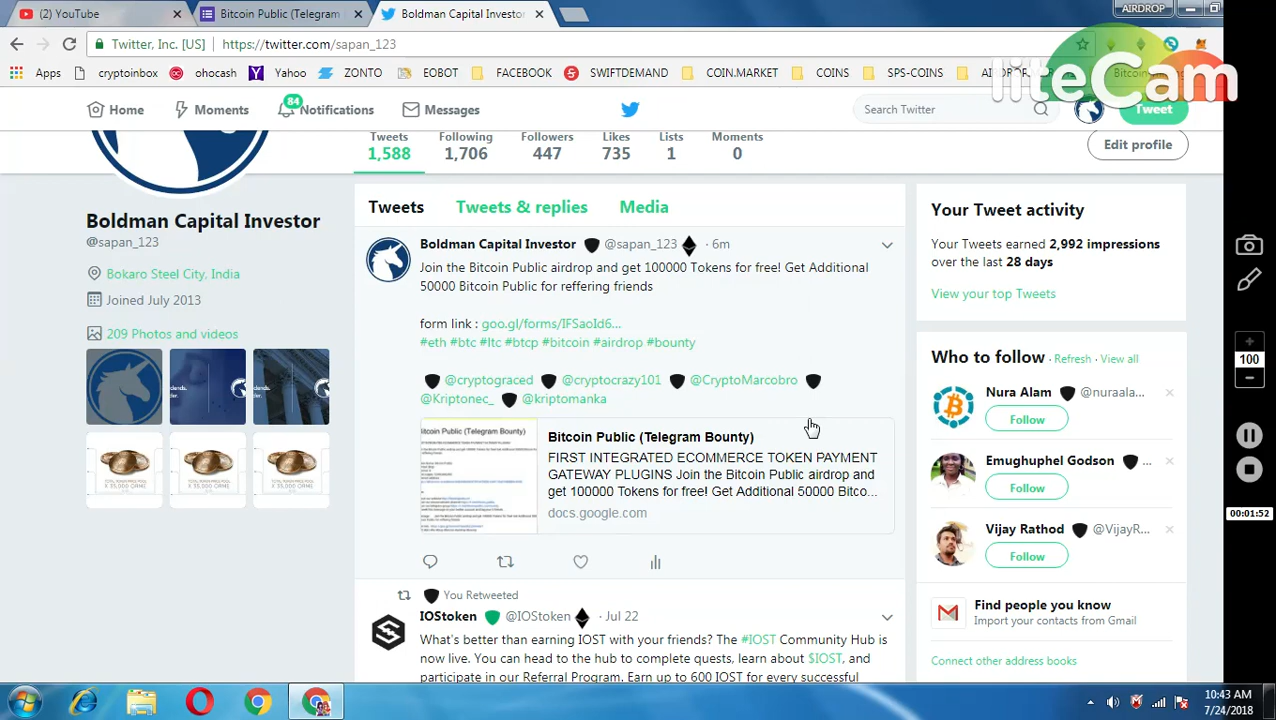 (2) YouTube
Bitcoin Public (Telegram
Boldman Capital Investo
AIRDROP
Twitter, Inc. [US]
https://twitter.com/sapan_123
Apps
cryptoinbox
ohocash
Yahoo
ZONTO
EOBOT
FACEBOOK
SWIFTDEMAND
COIN.MARKET
COINS
SPS-COINS
liteCam
Home
Moments
84
Notifications
Messages
Search Twitter
Tweet
Tweets
1,588
Following
1,706
Followers
447
Likes
735
Lists
1
Moments
0
Edit profile
Boldman Capital Investor
@sapan_123
Bokaro Steel City, India
Joined July 2013
209 Photos and videos
Tweets
Tweets & replies
Media
Boldman Capital Investor @sapan_123 · 6m
Join the Bitcoin Public airdrop and get 100000 Tokens for free! Get Additional
50000 Bitcoin Public for reffering friends
form link : goo.gl/forms/IFSaoId6...
#eth #btc #ltc #btcp #bitcoin #airdrop #bounty
@cryptograced @cryptocrazy101 @CryptoMarcobro
@Kriptonec_ @kriptomanka
Bitcoin Public (Telegram Bounty)
Bitcoin Public (Telegram Bounty)
FIRST INTEGRATED ECOMMERCE TOKEN PAYMENT
GATEWAY PLUGINS Join the Bitcoin Public airdrop and
get 100000 Tokens for free! Get Additional 50000 Bitco...
docs.google.com
You Retweeted
IOStoken @IOStoken · Jul 22
What's better than earning IOST with your friends? The #IOST Community Hub is
now live. You can head to the hub to complete quests, learn about $IOST, and
participate in our Referral Program. Earn up to 600 IOST for every successful
Your Tweet activity
Your Tweets earned 2,992 impressions
over the last 28 days
View your top Tweets
Who to follow · Refresh · View all
Nura Alam @nuraala...
Follow
Emughuphel Godson ...
Follow
Vijay Rathod @VijayR...
Follow
Find people you know
Import your contacts from Gmail
Connect other address books
100
00:01:52
10:43 AM
7/24/2018